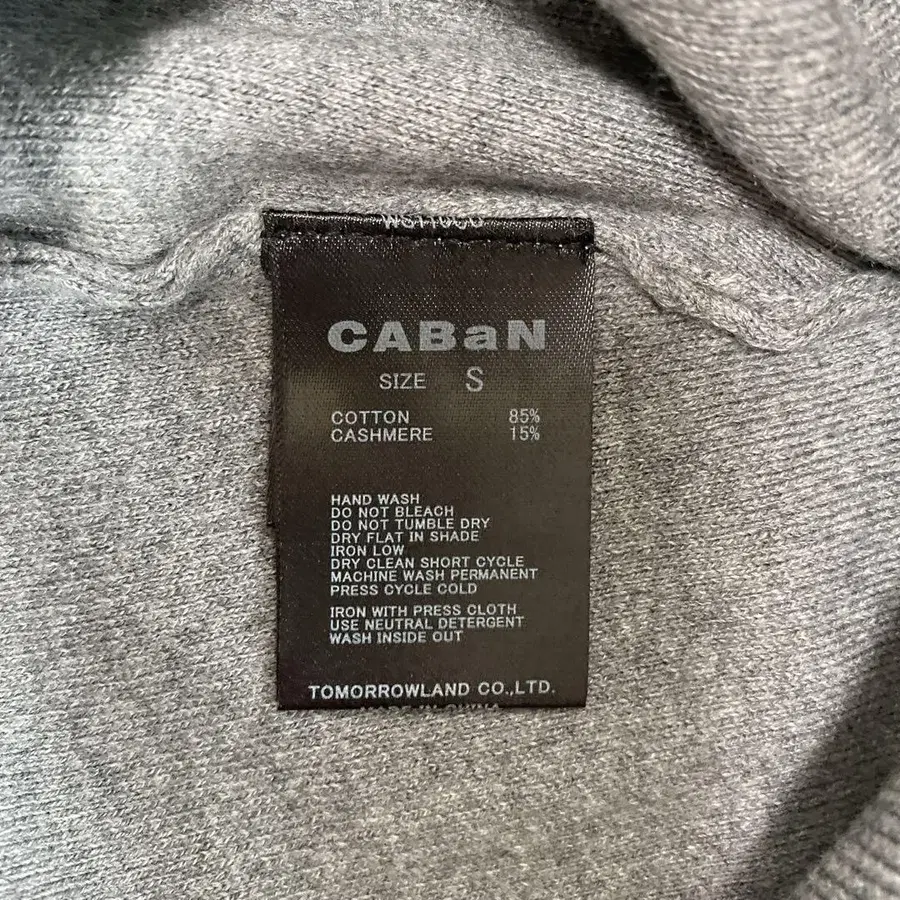 CABaN
SIZE S
COTTON 85%
CASHMERE 15%
HAND WASH
DO NOT BLEACH
DO NOT TUMBLE DRY
DRY FLAT IN SHADE
IRON LOW
DRY CLEAN SHORT CYCLE
MACHINE WASH PERMANENT
PRESS CYCLE COLD
IRON WITH PRESS CLOTH
USE NEUTRAL DETERGENT
WASH INSIDE OUT
TOMORROWLAND CO.,LTD.